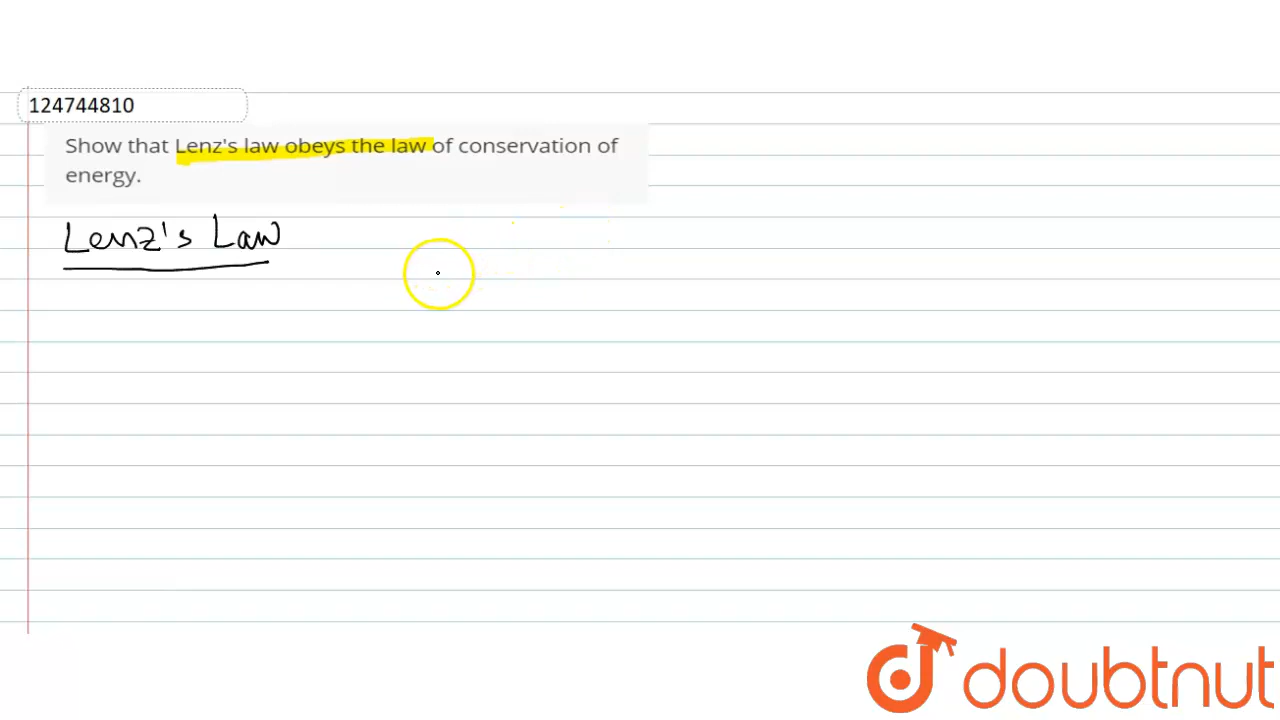 124744810
Show that Lenz's law obeys the law of conservation of
energy.
Lenz's Law
doubtnut